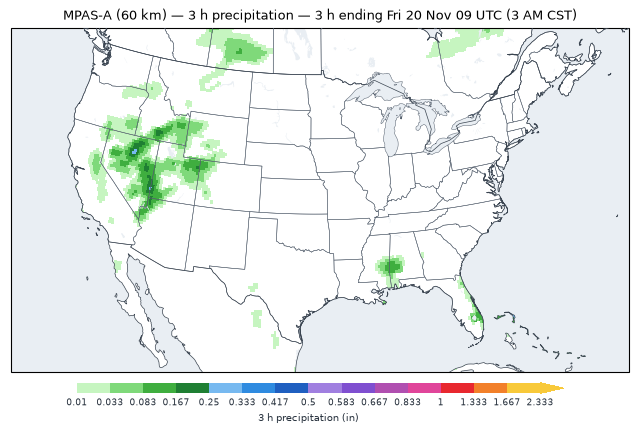 MPAS-A (60 km) — 3 h precipitation — 3 h ending Fri 20 Nov 09 UTC (3 AM CST)
0.01 0.033 0.083 0.167 0.25 0.333 0.417 0.5 0.583 0.667 0.833 1 1.333 1.667 2.333
3 h precipitation (in)